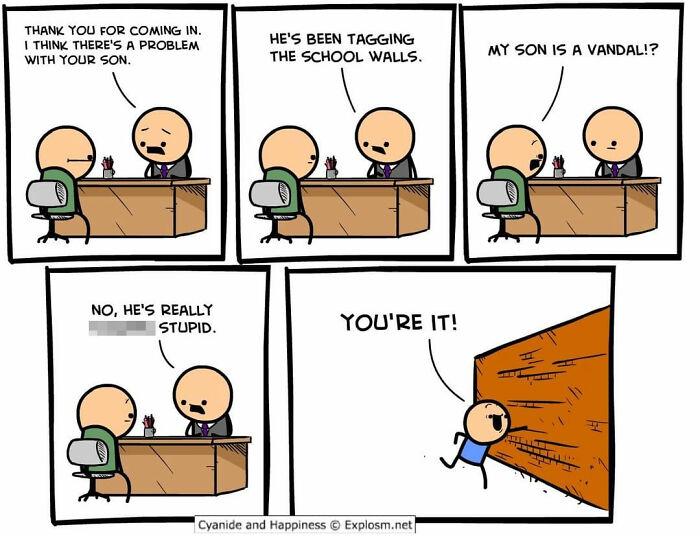 THANK YOU FOR COMING IN.
I THINK THERE'S A PROBLEM
WITH YOUR SON.
HE'S BEEN TAGGING
THE SCHOOL WALLS.
MY SON IS A VANDAL!?
NO, HE'S REALLY
STUPID.
YOU'RE IT!
Cyanide and Happiness © Explosm.net